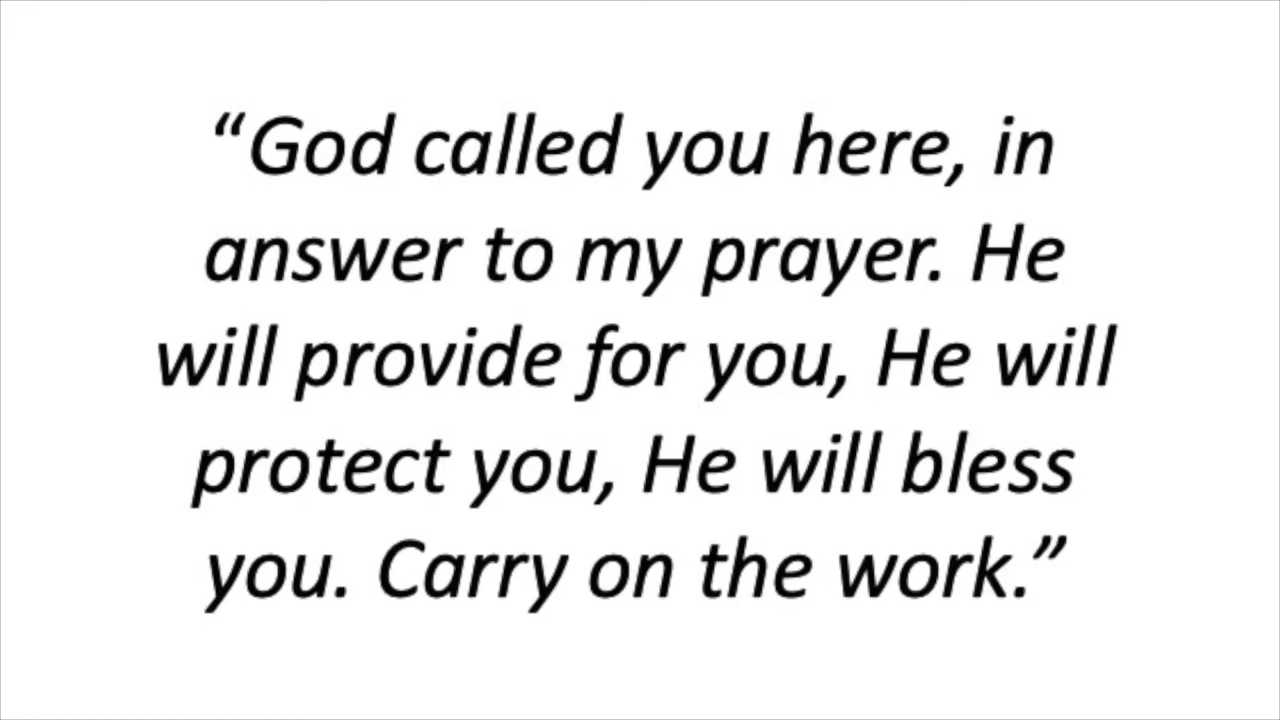 “God called you here, in
answer to my prayer. He
will provide for you, He will
protect you, He will bless
you. Carry on the work.”